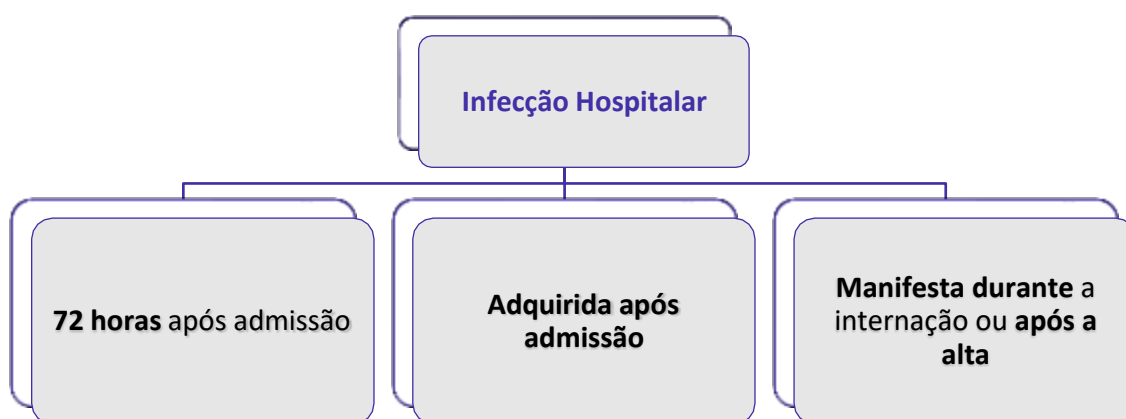 Infecção Hospitalar
72 horas após admissão
Adquirida após
admissão
Manifesta durante a
internação ou após a
alta